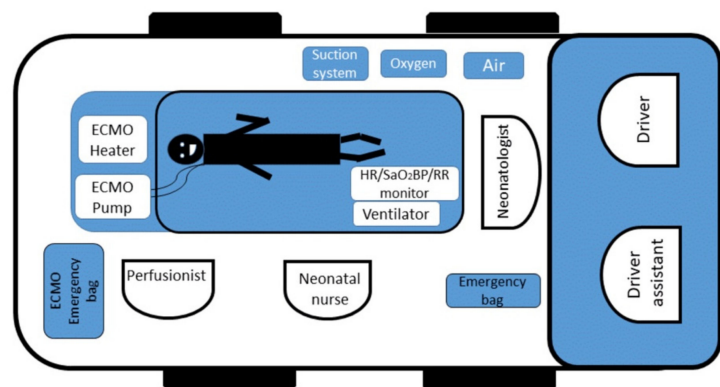 Suction
system
Oxygen
Air
Driver
ECMO
Heater
ECMO
Pump
HR/SaO₂BP/RR
monitor
Ventilator
Neonatologist
ECMO
Emergency
bag
Perfusionist
Neonatal
nurse
Emergency
bag
Driver
assistant